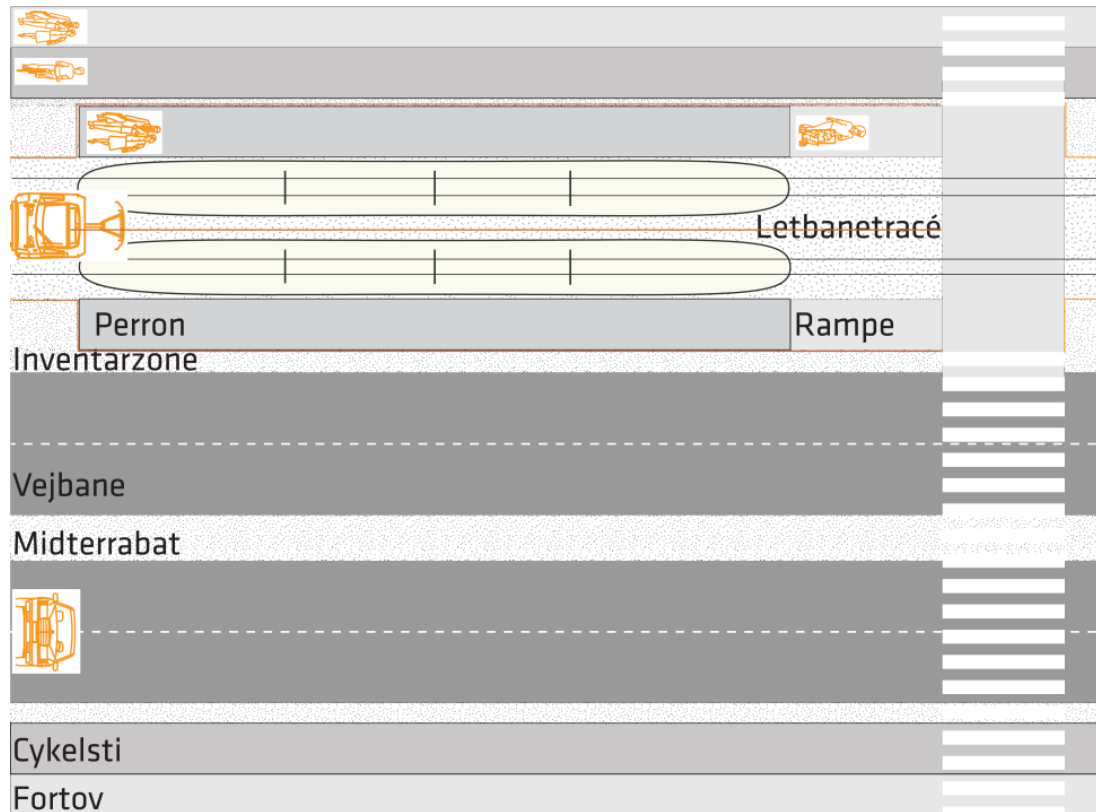 Letbanetracé
Perron
Rampe
Inventarzone
Vejbane
Midterrabat
Cykelsti
Fortov